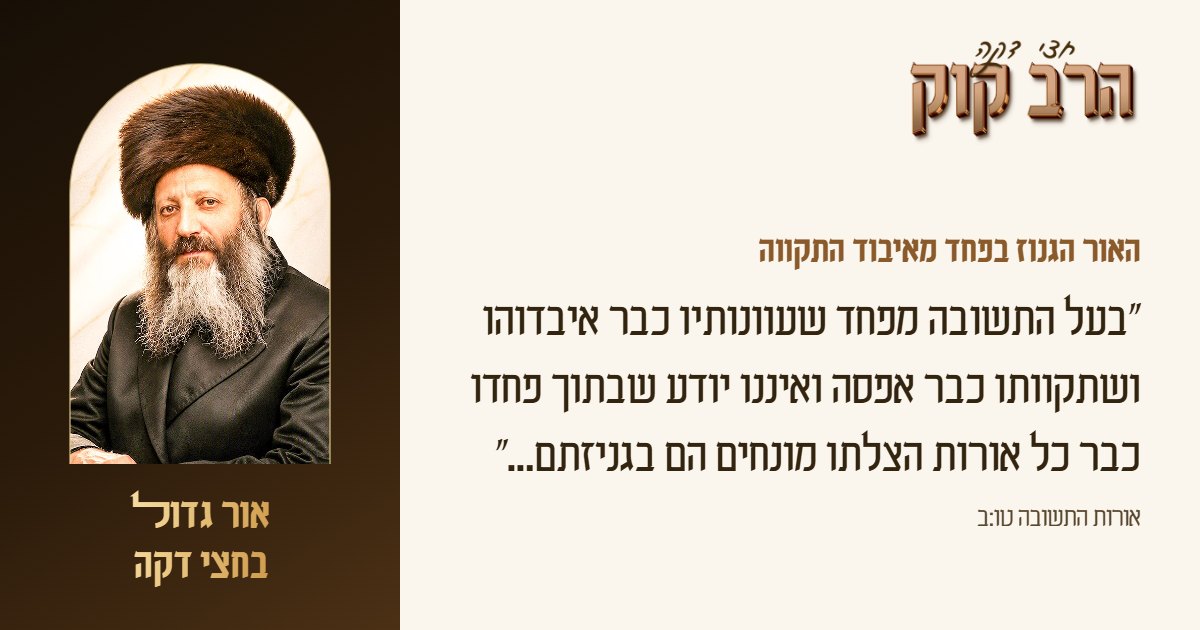 חצי דקה
הרב קוק
האור הגנוז בפחד מאיבוד התקווה
"בעל התשובה מפחד שעוונותיו כבר איבדוהו
ושתקוותו כבר אפסה ואיננו יודע שבתוך פחדו
כבר כל אורות הצלתו מונחים הם בגניזתם..."
אורות התשובה טו:ב
אור גדול
בחצי דקה